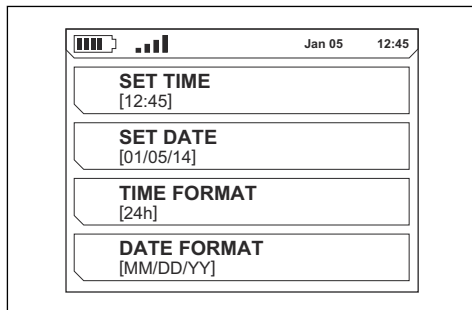 Jan 05 12:45
SET TIME
[12:45]
SET DATE
[01/05/14]
TIME FORMAT
[24h]
DATE FORMAT
[MM/DD/YY]